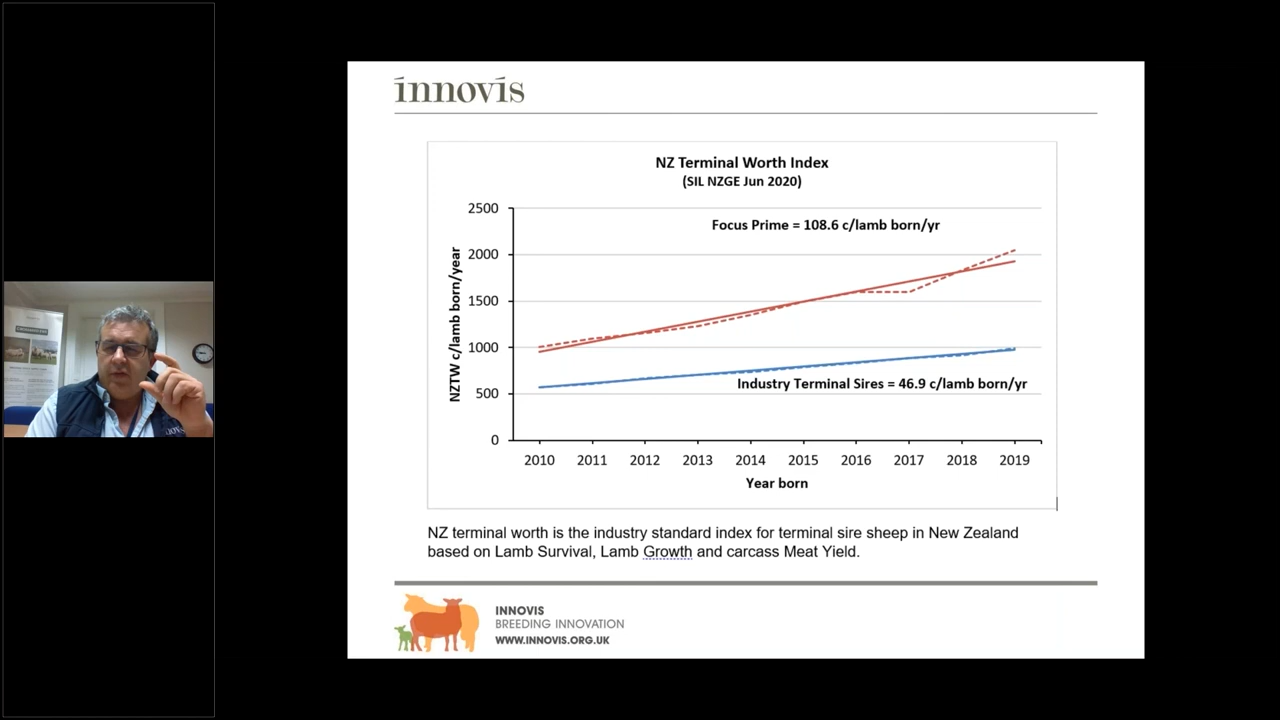 innovis
NZ Terminal Worth Index
(SIL NZGE Jun 2020)
2500
2000
1500
1000
500
0
NZTW c/lamb born/year
Focus Prime = 108.6 c/lamb born/yr
Industry Terminal Sires = 46.9 c/lamb born/yr
2010 2011 2012 2013 2014 2015 2016 2017 2018 2019
Year born
NZ terminal worth is the industry standard index for terminal sire sheep in New Zealand
based on Lamb Survival, Lamb Growth and carcass Meat Yield.
INNOVIS
BREEDING INNOVATION
WWW.INNOVIS.ORG.UK